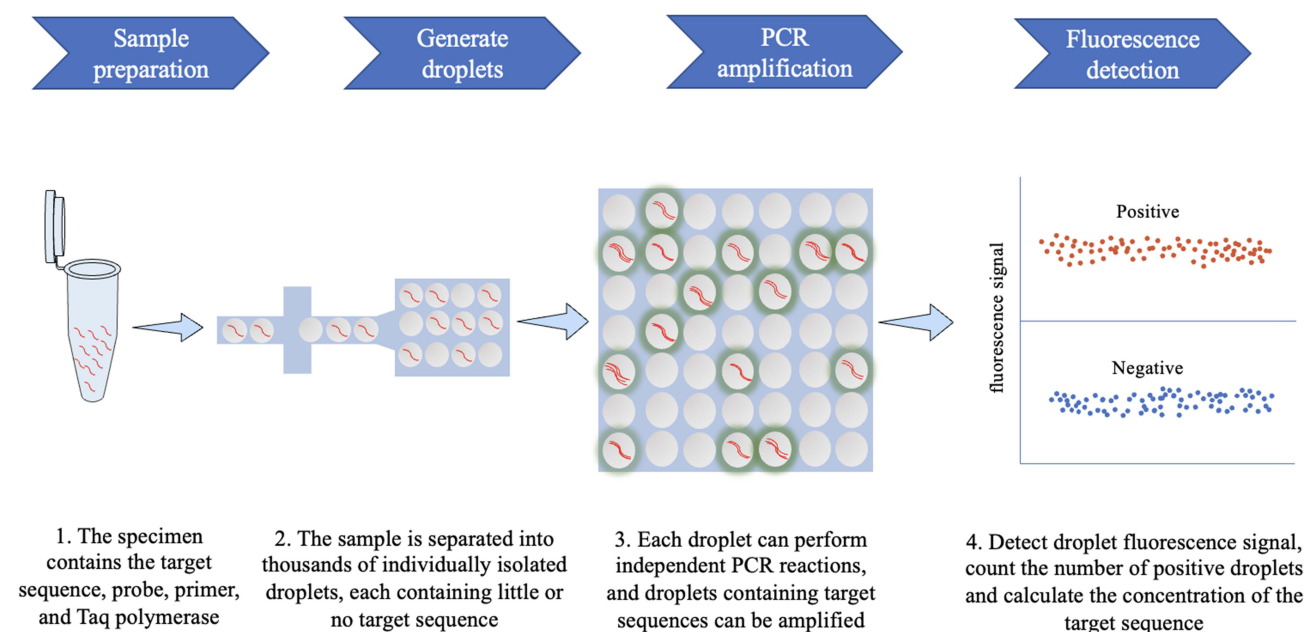 Sample
preparation
Generate
droplets
PCR
amplification
Fluorescence
detection
fluorescence signal
Positive
Negative
1. The specimen
contains the target
sequence, probe, primer,
and Taq polymerase
2. The sample is separated into
thousands of individually isolated
droplets, each containing little or
no target sequence
3. Each droplet can perform
independent PCR reactions,
and droplets containing target
sequences can be amplified
4. Detect droplet fluorescence signal,
count the number of positive droplets
and calculate the concentration of the
target sequence